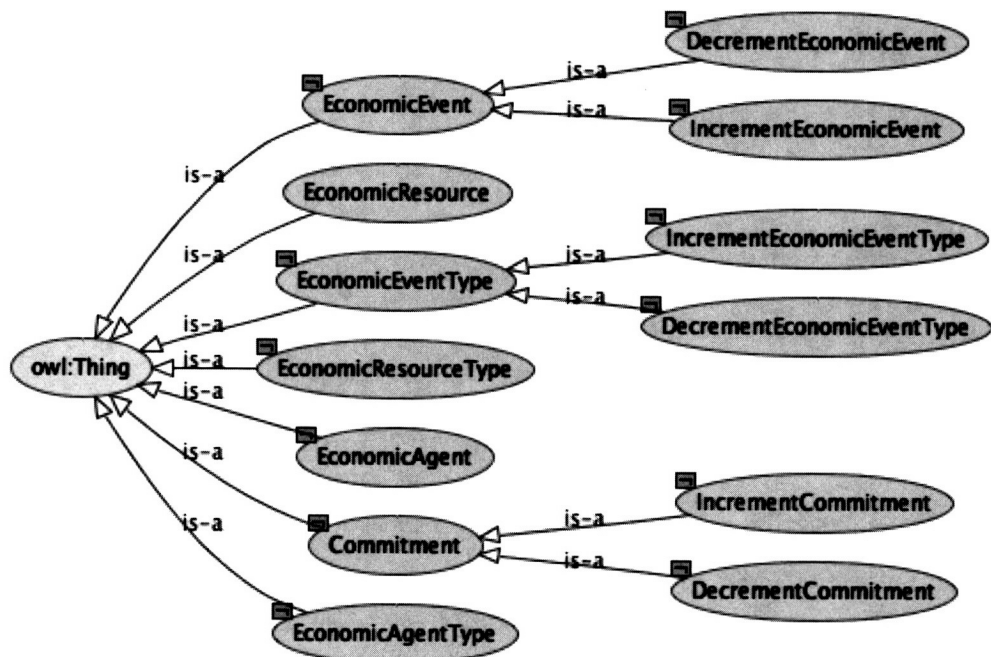 DecrementEconomicEvent
is-a
EconomicEvent
is-a
IncrementEconomicEvent
is-a
EconomicResource
is-a
IncrementEconomicEventType
is-a
EconomicEventType
is-a
DecrementEconomicEventType
is-a
owl:Thing
is-a
EconomicResourceType
is-a
EconomicAgent
is-a
IncrementCommitment
is-a
Commitment
is-a
DecrementCommitment
is-a
EconomicAgentType